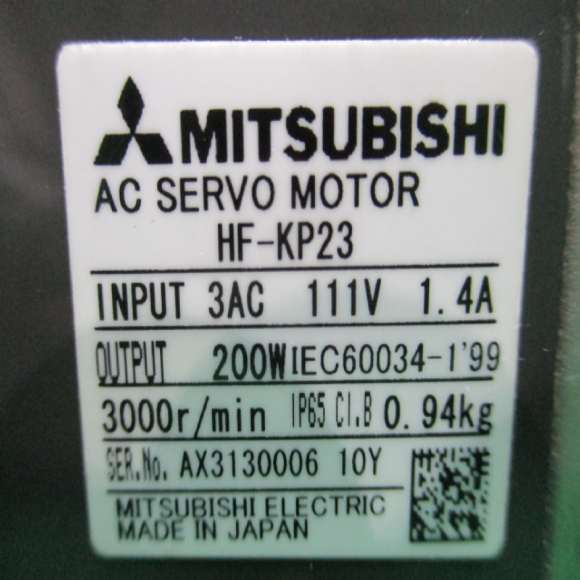 MITSUBISHI
AC SERVO MOTOR
HF-KP23
INPUT 3AC 111V 1.4A
OUTPUT 200W IEC60034-1'99
3000r/min IP65 Cl.B 0.94kg
SER.No. AX3130006 10Y
MITSUBISHI ELECTRIC
MADE IN JAPAN